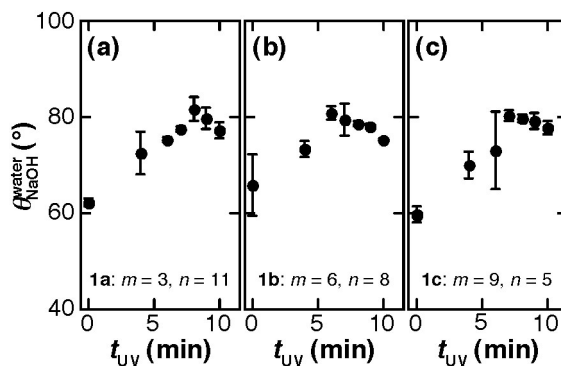 (a) (b) (c)
θ^water_NaOH (°)
100
80
60
40
1a: m = 3, n = 11
1b: m = 6, n = 8
1c: m = 9, n = 5
0 5 10 0 5 10 0 5 10
t_UV (min) t_UV (min) t_UV (min)